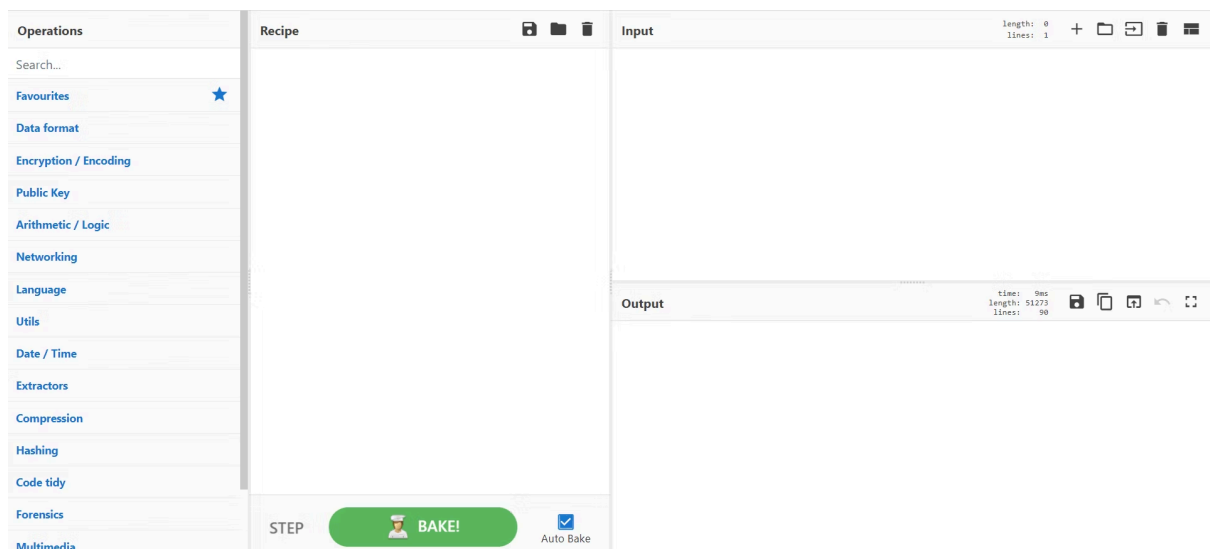 Operations
Search...
Favourites
Data format
Encryption / Encoding
Public Key
Arithmetic / Logic
Networking
Language
Utils
Date / Time
Extractors
Compression
Hashing
Code tidy
Forensics
Multimedia
Recipe
STEP
BAKE!
Auto Bake
Input
length: 0
lines: 1
Output
time: 9ms
length: 51273
lines: 90